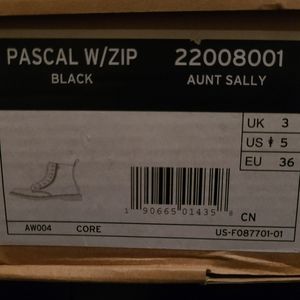 PASCAL W/ZIP 22008001
BLACK AUNT SALLY
UK 3
US 5
EU 36
1 90665 01435 8
CN
AW004 CORE US-F087701-01